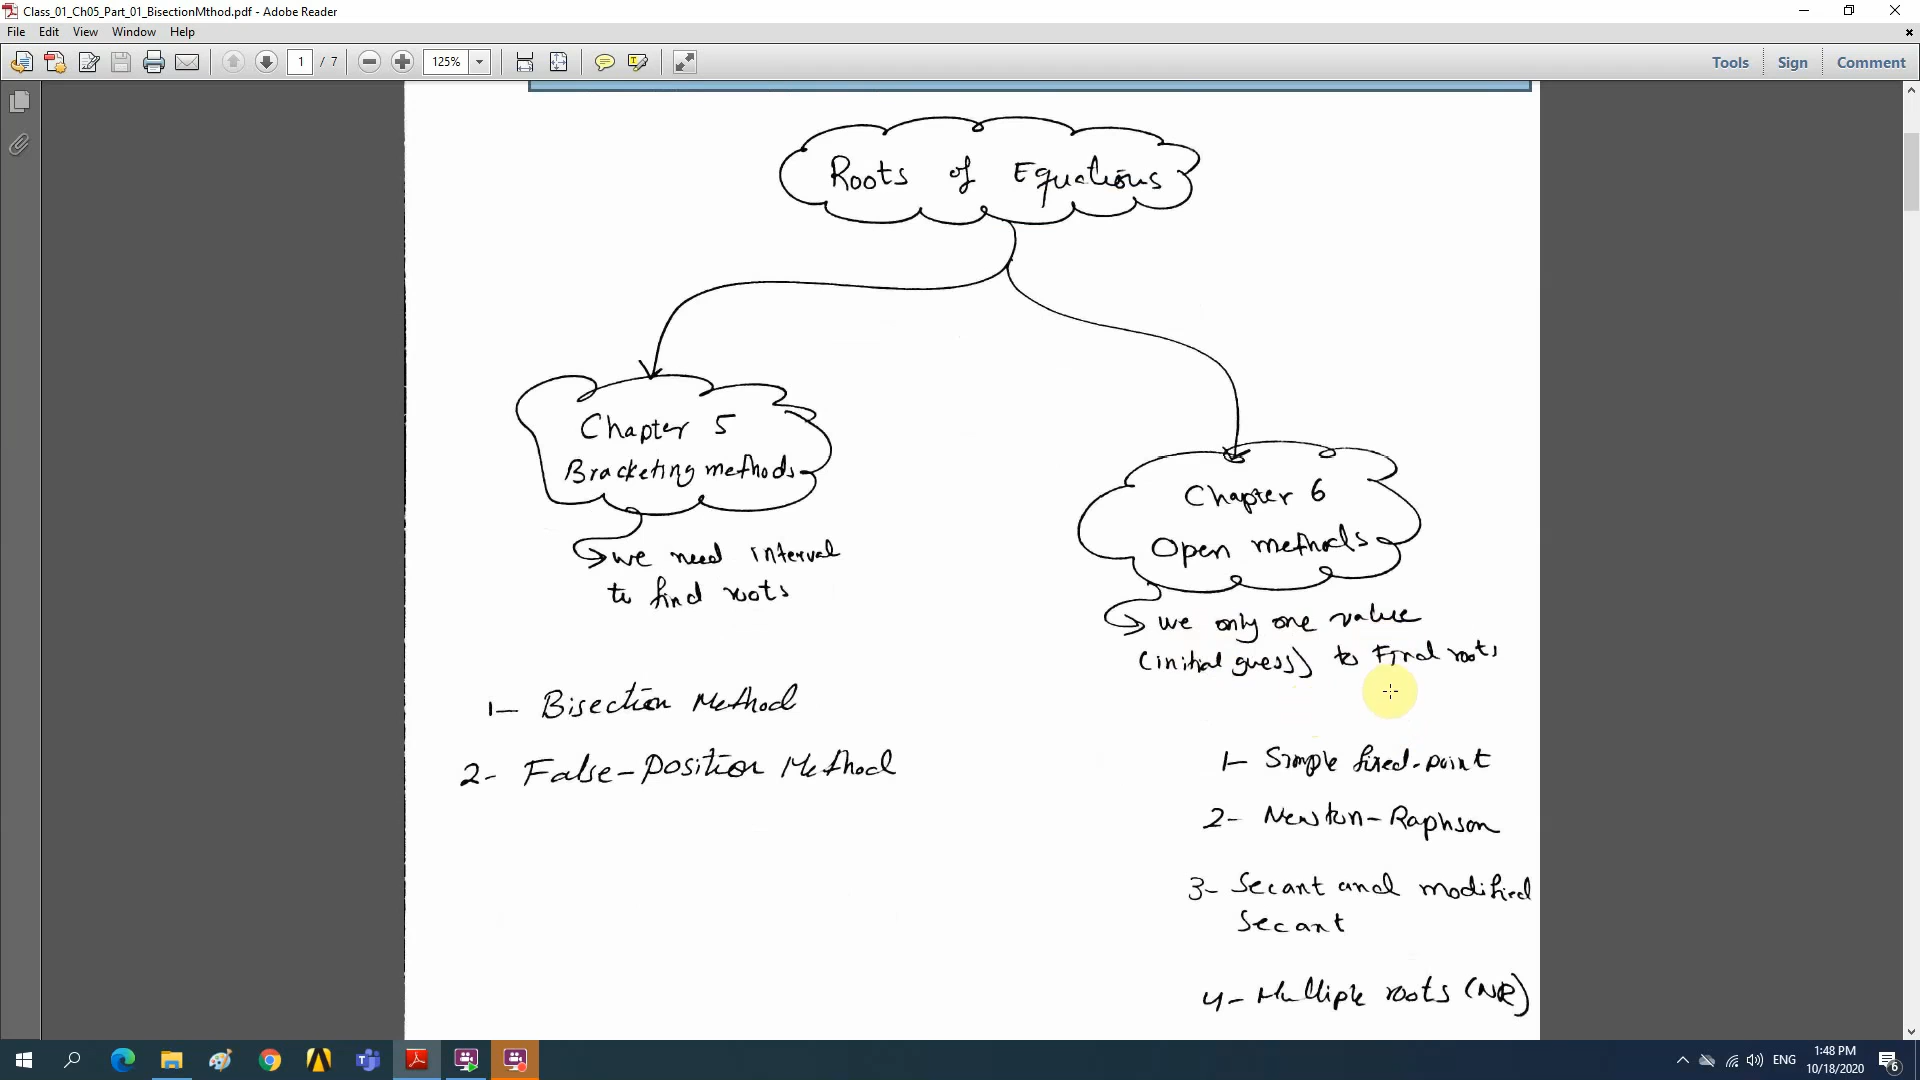 Class_01_Ch05_Part_01_BisectionMthod.pdf - Adobe Reader
File Edit View Window Help
1 / 7 125% Tools Sign Comment
Roots of Equations
Chapter 5
Bracketing methods
we need interval
to find roots
1- Bisection Method
2- False-Position Method
Chapter 6
Open methods
we only one value
(initial guess) to Find roots
1- Simple fixed-point
2- Newton-Raphson
3- Secant and modified
Secant
4- Multiple roots (NR)
ENG
1:48 PM
10/18/2020
6